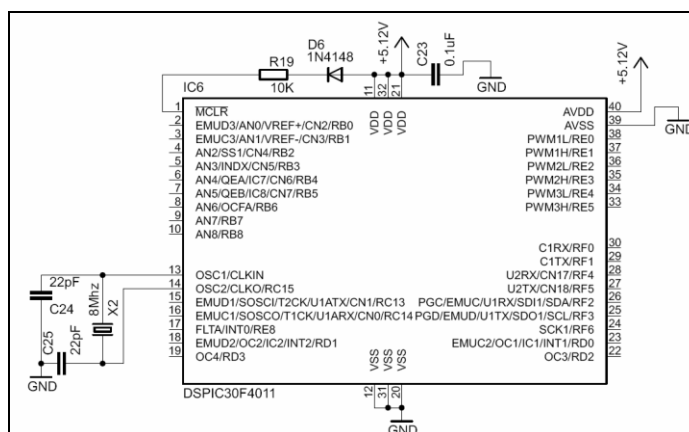 D6
1N4148
R19
10K
IC6
+5.12V
C23
0.1uF
GND
+5.12V
GND
11
32
21
VDD
VDD
VDD
1 MCLR
2 EMUD3/AN0/VREF+/CN2/RB0
3 EMUC3/AN1/VREF-/CN3/RB1
4 AN2/SS1/CN4/RB2
5 AN3/INDX/CN5/RB3
6 AN4/QEA/IC7/CN6/RB4
7 AN5/QEB/IC8/CN7/RB5
8 AN6/OCFA/RB6
9 AN7/RB7
10 AN8/RB8
13 OSC1/CLKIN
14 OSC2/CLKO/RC15
15 EMUD1/SOSCI/T2CK/U1ATX/CN1/RC13
16 EMUC1/SOSCO/T1CK/U1ARX/CN0/RC14
17 FLTA/INT0/RE8
18 EMUD2/OC2/IC2/INT2/RD1
19 OC4/RD3
AVDD 40
AVSS 39
PWM1L/RE0 38
PWM1H/RE1 37
PWM2L/RE2 36
PWM2H/RE3 35
PWM3L/RE4 34
PWM3H/RE5 33
C1RX/RF0 30
C1TX/RF1 29
U2RX/CN17/RF4 28
U2TX/CN18/RF5 27
PGC/EMUC/U1RX/SDI1/SDA/RF2 26
PGD/EMUD/U1TX/SDO1/SCL/RF3 25
SCK1/RF6 24
EMUC2/OC1/IC1/INT1/RD0 23
OC3/RD2 22
22pF
C24
8Mhz
X2
C25
22pF
GND
VSS
VSS
VSS
12
31
20
DSPIC30F4011
GND